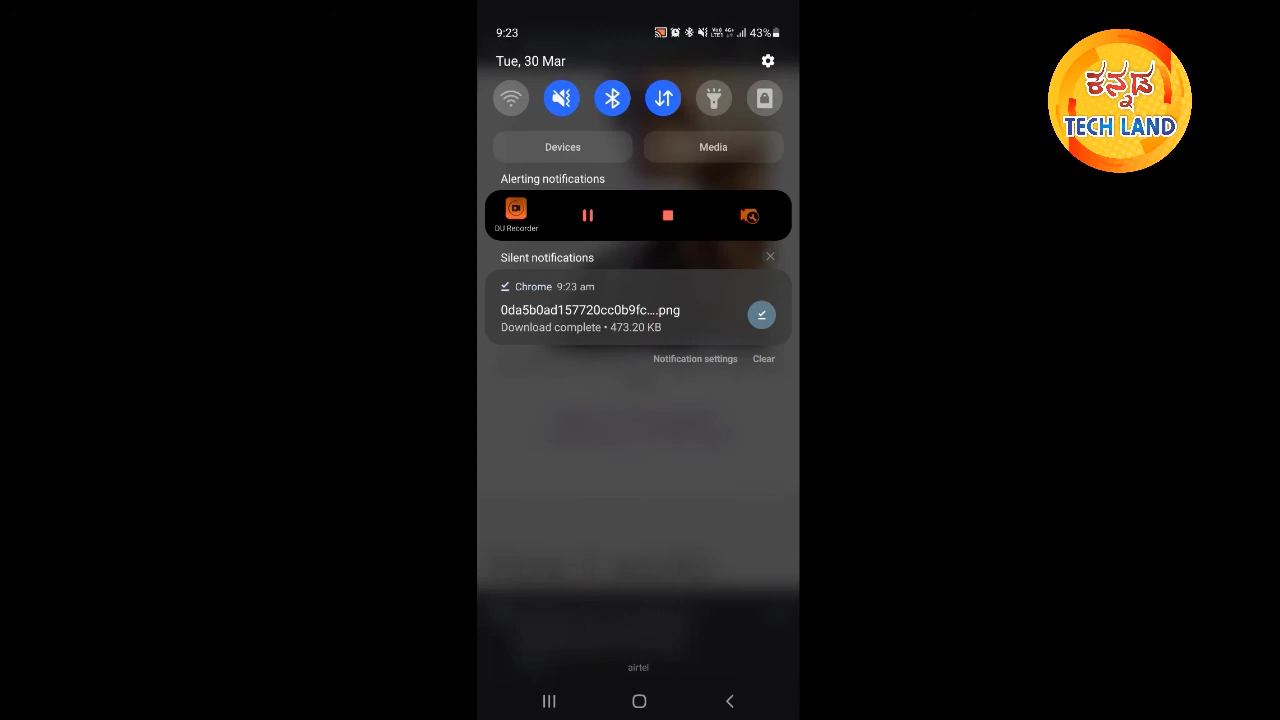 9:23
43%
Tue, 30 Mar
Devices
Media
Alerting notifications
DU Recorder
Silent notifications
Chrome 9:23 am
0da5b0ad157720cc0b9fc....png
Download complete • 473.20 KB
Notification settings Clear
airtel
ಕನ್ನಡ
TECH LAND